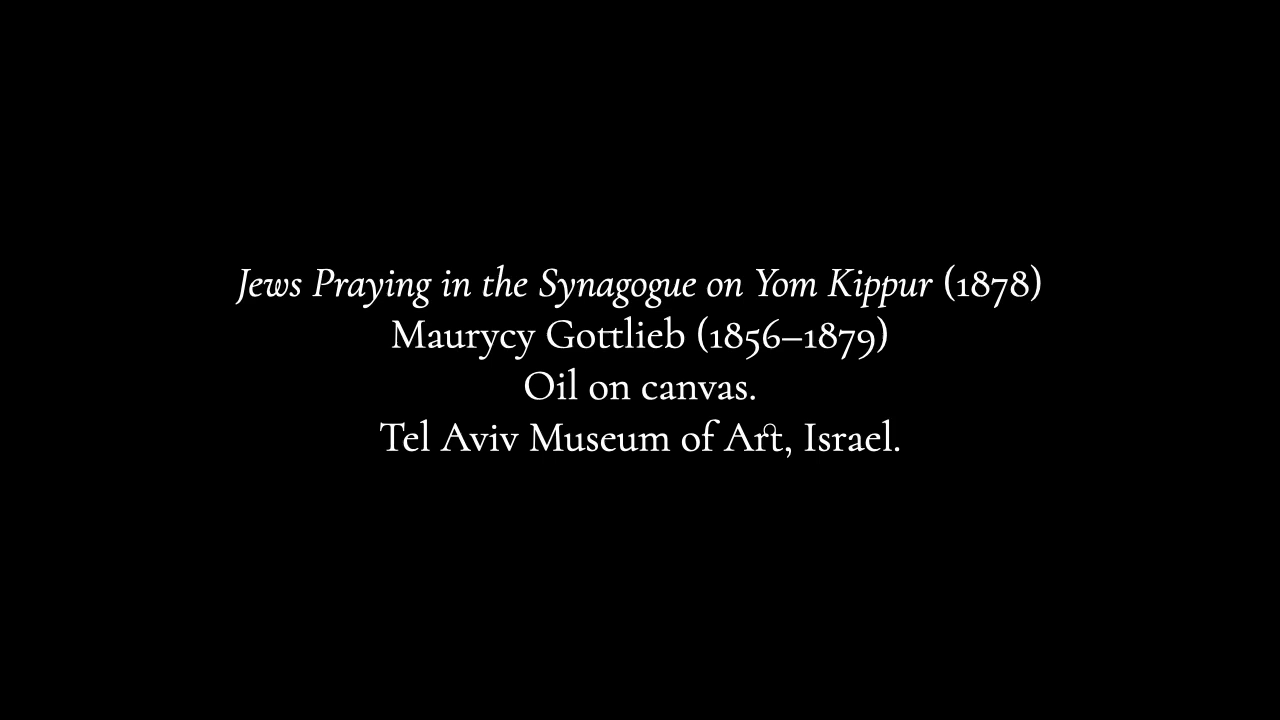 Jews Praying in the Synagogue on Yom Kippur (1878)
Maurycy Gottlieb (1856–1879)
Oil on canvas.
Tel Aviv Museum of Art, Israel.